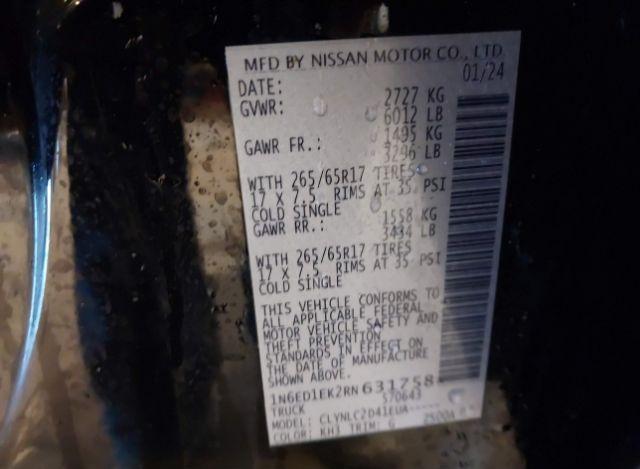 MFD BY NISSAN MOTOR CO., LTD.
DATE: 01/24
GVWR: 2727 KG
6012 LB
GAWR FR.: 1495 KG
3296 LB
WITH 265/65R17 TIRES
17 X 7.5 RIMS AT 35 PSI
COLD SINGLE
GAWR RR.: 1558 KG
3434 LB
WITH 265/65R17 TIRES
17 X 7.5 RIMS AT 35 PSI
COLD SINGLE
THIS VEHICLE CONFORMS TO
ALL APPLICABLE FEDERAL
MOTOR VEHICLE SAFETY AND
THEFT PREVENTION
STANDARDS IN EFFECT ON
THE DATE OF MANUFACTURE
SHOWN ABOVE.
1N6ED1EK2RN631758
TRUCK 570643
MODEL: CLYNLC2D41EUA-----
COLOR: KH3 TRIM: G